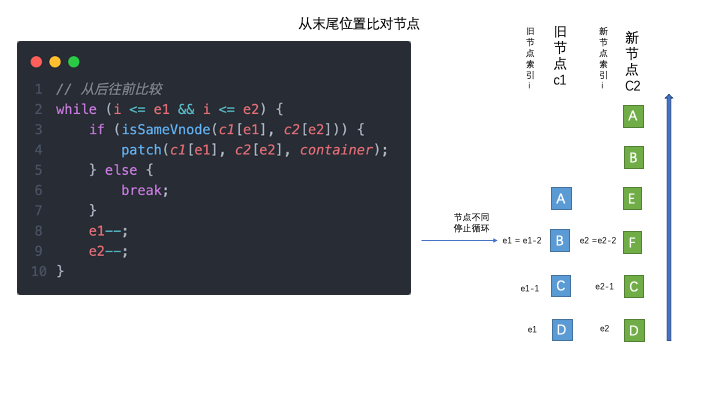 从末尾位置比对节点
1 // 从后往前比较
2 while (i <= e1 && i <= e2) {
3 if (isSameVnode(c1[e1], c2[e2])) {
4 patch(c1[e1], c2[e2], container);
5 } else {
6 break;
7 }
8 e1--;
9 e2--;
10 }
节点不同
停止循环
旧节点索引i
旧节点c1
新节点索引i
新节点C2
A
B
A
E
e1 = e1-2
B
e2 =e2-2
F
e1-1
C
e2-1
C
e1
D
e2
D